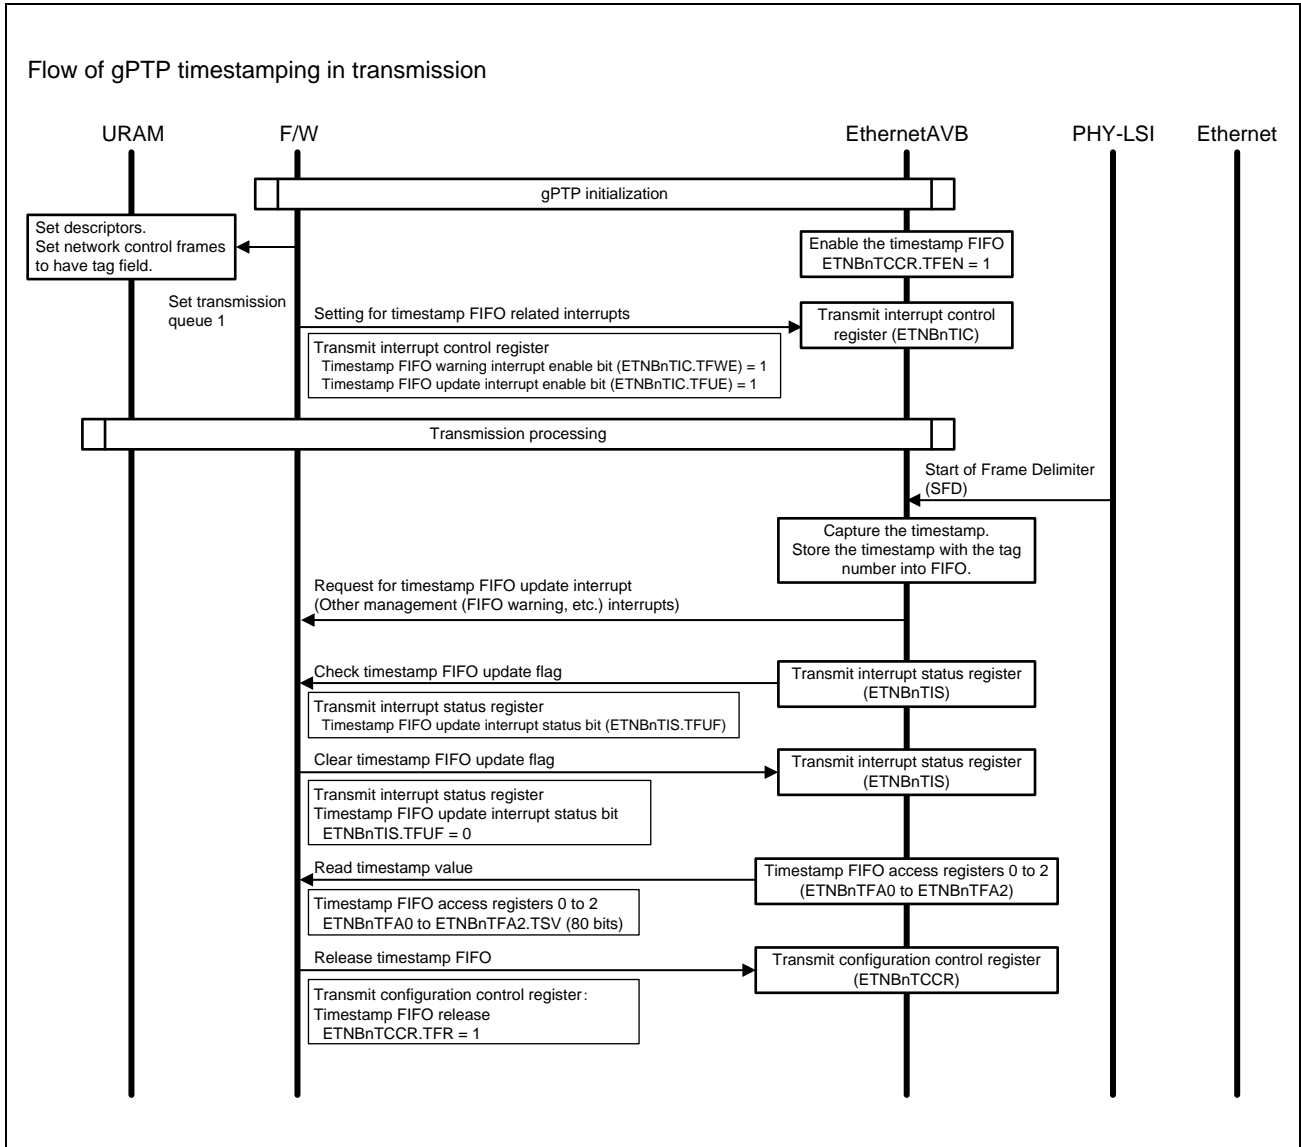 Flow of gPTP timestamping in transmission
URAM
F/W
EthernetAVB
PHY-LSI
Ethernet
gPTP initialization
Set descriptors.
Set network control frames
to have tag field.
Enable the timestamp FIFO
ETNBnTCCR.TFEN = 1
Set transmission
queue 1
Setting for timestamp FIFO related interrupts
Transmit interrupt control
register (ETNBnTIC)
Transmit interrupt control register
Timestamp FIFO warning interrupt enable bit (ETNBnTIC.TFWE) = 1
Timestamp FIFO update interrupt enable bit (ETNBnTIC.TFUE) = 1
Transmission processing
Start of Frame Delimiter
(SFD)
Capture the timestamp.
Store the timestamp with the tag
number into FIFO.
Request for timestamp FIFO update interrupt
(Other management (FIFO warning, etc.) interrupts)
Check timestamp FIFO update flag
Transmit interrupt status register
(ETNBnTIS)
Transmit interrupt status register
Timestamp FIFO update interrupt status bit (ETNBnTIS.TFUF)
Clear timestamp FIFO update flag
Transmit interrupt status register
(ETNBnTIS)
Transmit interrupt status register
Timestamp FIFO update interrupt status bit
ETNBnTIS.TFUF = 0
Read timestamp value
Timestamp FIFO access registers 0 to 2
(ETNBnTFA0 to ETNBnTFA2)
Timestamp FIFO access registers 0 to 2
ETNBnTFA0 to ETNBnTFA2.TSV (80 bits)
Release timestamp FIFO
Transmit configuration control register
(ETNBnTCCR)
Transmit configuration control register:
Timestamp FIFO release
ETNBnTCCR.TFR = 1